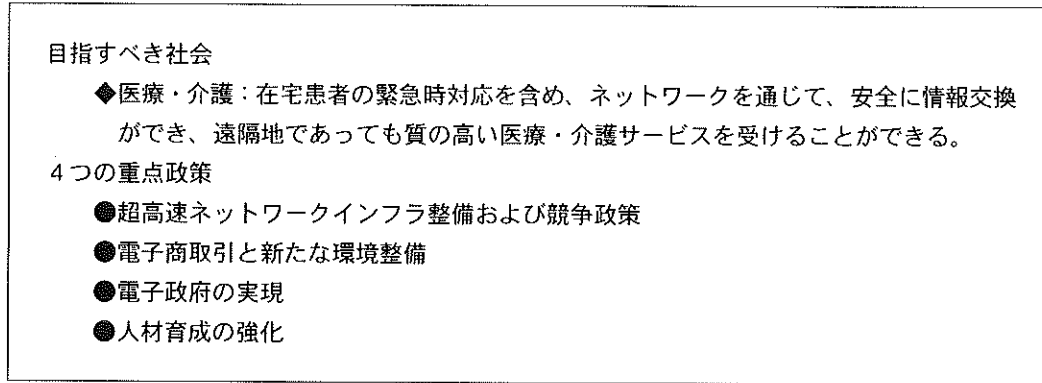 目指すべき社会
◆医療・介護：在宅患者の緊急時対応を含め、ネットワークを通じて、安全に情報交換
ができ、遠隔地であっても質の高い医療・介護サービスを受けることができる。
4つの重点政策
●超高速ネットワークインフラ整備および競争政策
●電子商取引と新たな環境整備
●電子政府の実現
●人材育成の強化